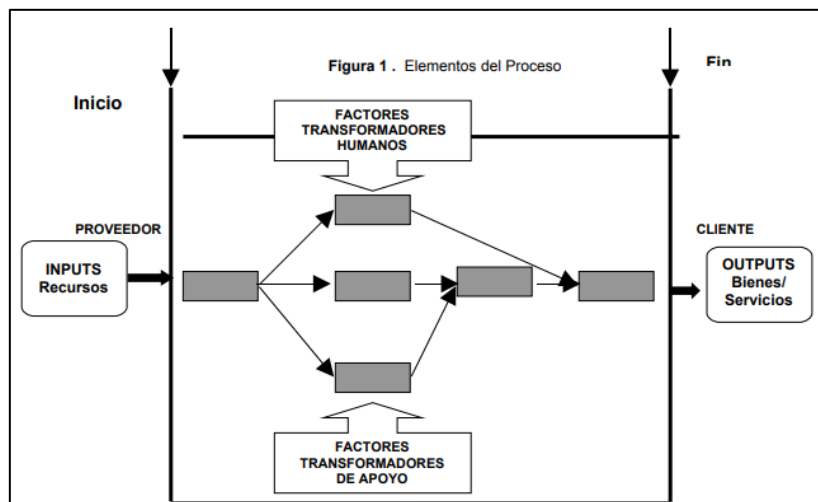 Figura 1 . Elementos del Proceso
Fin
Inicio
FACTORES
TRANSFORMADORES
HUMANOS
PROVEEDOR
CLIENTE
INPUTS
Recursos
OUTPUTS
Bienes/
Servicios
FACTORES
TRANSFORMADORES
DE APOYO